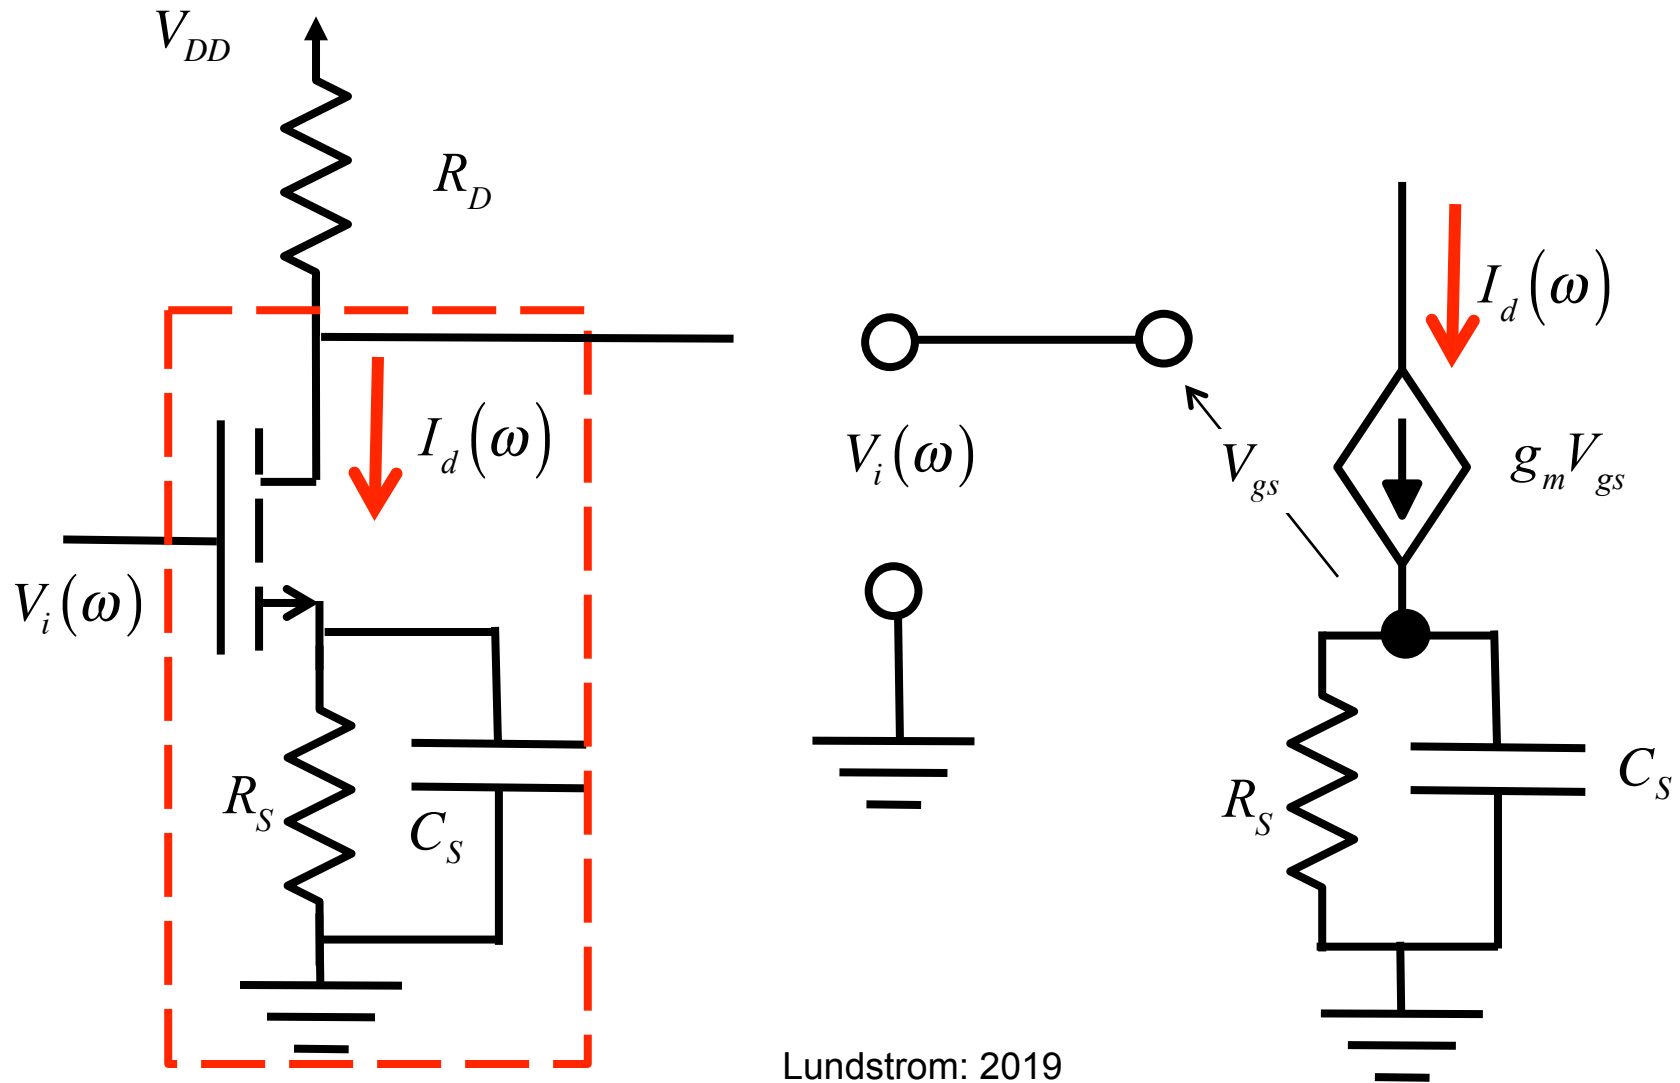 V_DD
R_D
I_d(ω)
V_i(ω)
R_S
C_S
V_i(ω)
V_gs
I_d(ω)
g_m V_gs
R_S
C_S
Lundstrom: 2019